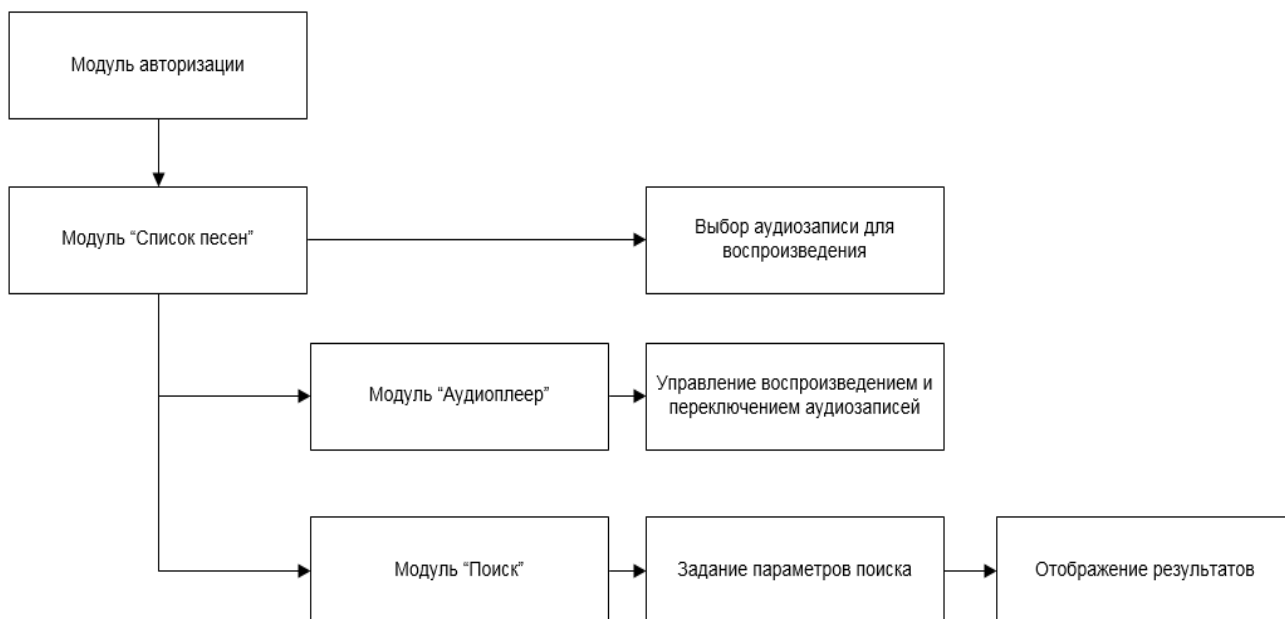 Модуль авторизации
Модуль “Список песен”
Выбор аудиозаписи для
воспроизведения
Модуль “Аудиоплеер”
Управление воспроизведением и
переключением аудиозаписей
Модуль “Поиск”
Задание параметров поиска
Отображение результатов